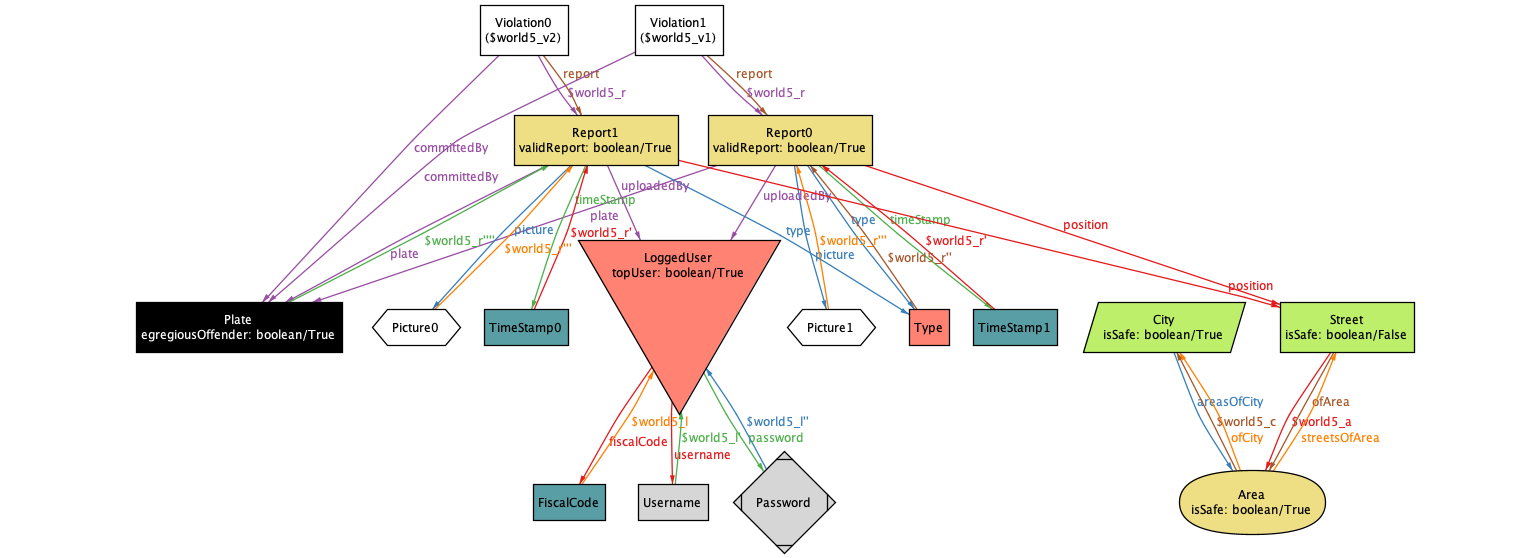 Violation0
($world5_v2)
Violation1
($world5_v1)
report
report
$world5_r
$world5_r
Report1
validReport: boolean/True
Report0
validReport: boolean/True
committedBy
committedBy
uploadedBy
uploadedBy
timeStamp
plate
$world5_r'
$world5_r''''
plate
picture
$world5_r''''
type
type
timeStamp
$world5_r'''
picture
$world5_r'
$world5_r''
position
position
LoggedUser
topUser: boolean/True
Plate
egregiousOffender: boolean/True
Picture0
TimeStamp0
Picture1
Type
TimeStamp1
City
isSafe: boolean/True
Street
isSafe: boolean/False
$world5_l
fiscalCode
$world5_l'
username
$world5_l''
password
areasOfCity
$world5_c
ofCity
ofArea
$world5_a
streetsOfArea
FiscalCode
Username
Password
Area
isSafe: boolean/True